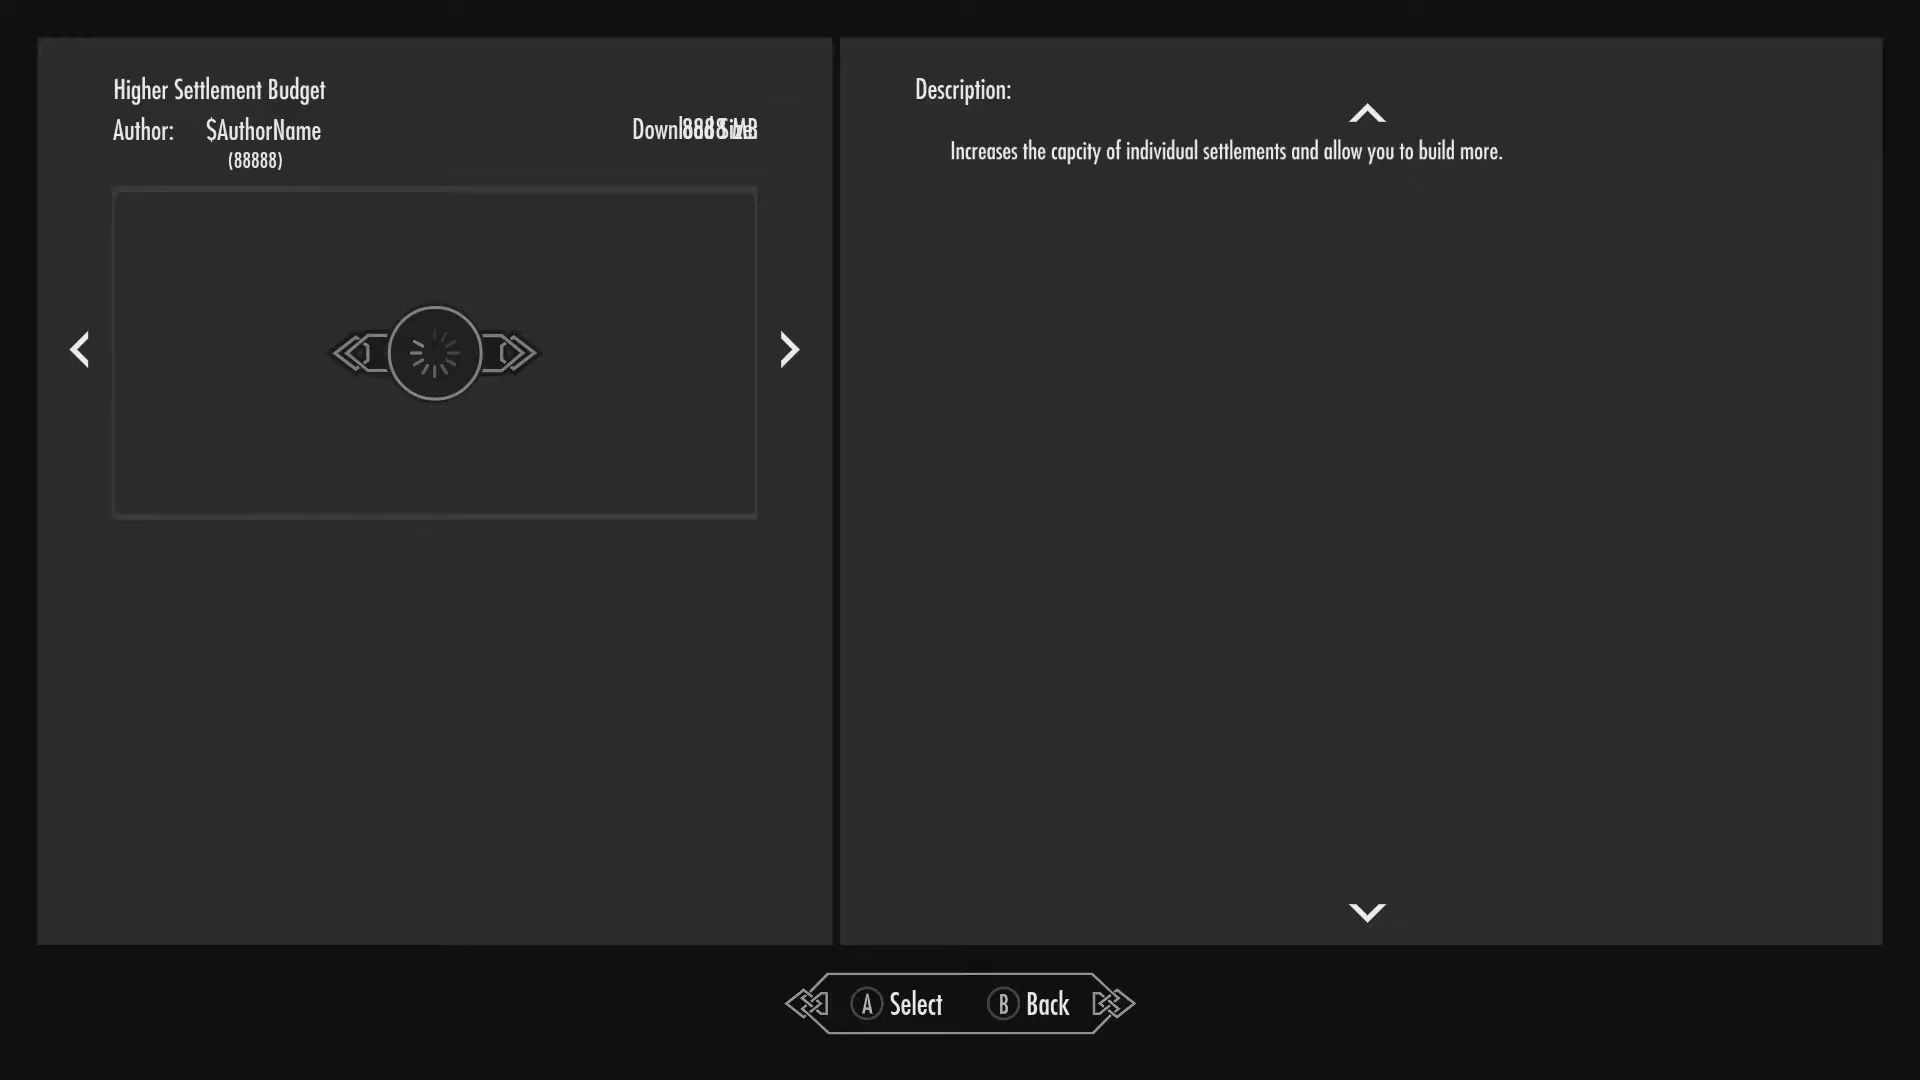 Higher Settlement Budget
Author: $AuthorName
(88888)
Description:
Increases the capcity of individual settlements and allow you to build more.
A Select B Back